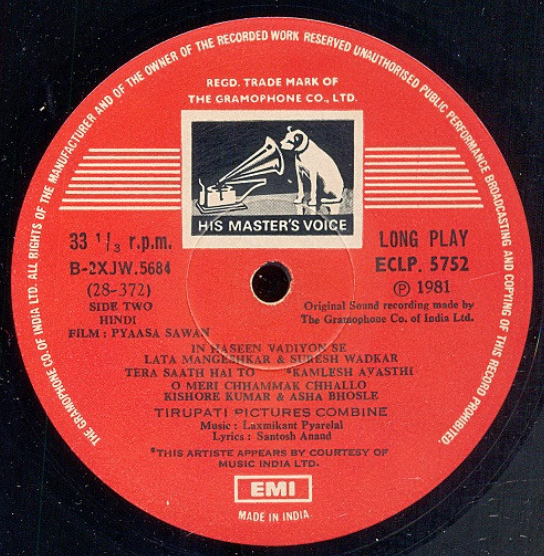 THE GRAMOPHONE CO. OF INDIA LTD. ALL RIGHTS OF THE MANUFACTURER AND OF THE OWNER OF THE RECORDED WORK RESERVED UNAUTHORISED PUBLIC PERFORMANCE BROADCASTING AND COPYING OF THIS RECORD PROHIBITED.
REGD. TRADE MARK OF
THE GRAMOPHONE CO., LTD.
HIS MASTER'S VOICE
33 1/3 r.p.m.
LONG PLAY
B-2XJW.5684
ECLP. 5752
(28-372)
℗ 1981
SIDE TWO
HINDI
Original Sound recording made by
The Gramophone Co. of India Ltd.
FILM : PYAASA SAWAN
IN HASEEN VADIYON SE
LATA MANGESHKAR & SURESH WADKAR
TERA SAATH HAI TO *KAMLESH AVASTHI
O MERI CHHAMMAK CHHALLO
KISHORE KUMAR & ASHA BHOSLE
TIRUPATI PICTURES COMBINE
Music : Laxmikant Pyarelal
Lyrics : Santosh Anand
*THIS ARTISTE APPEARS BY COURTESY OF
MUSIC INDIA LTD.
EMI
MADE IN INDIA